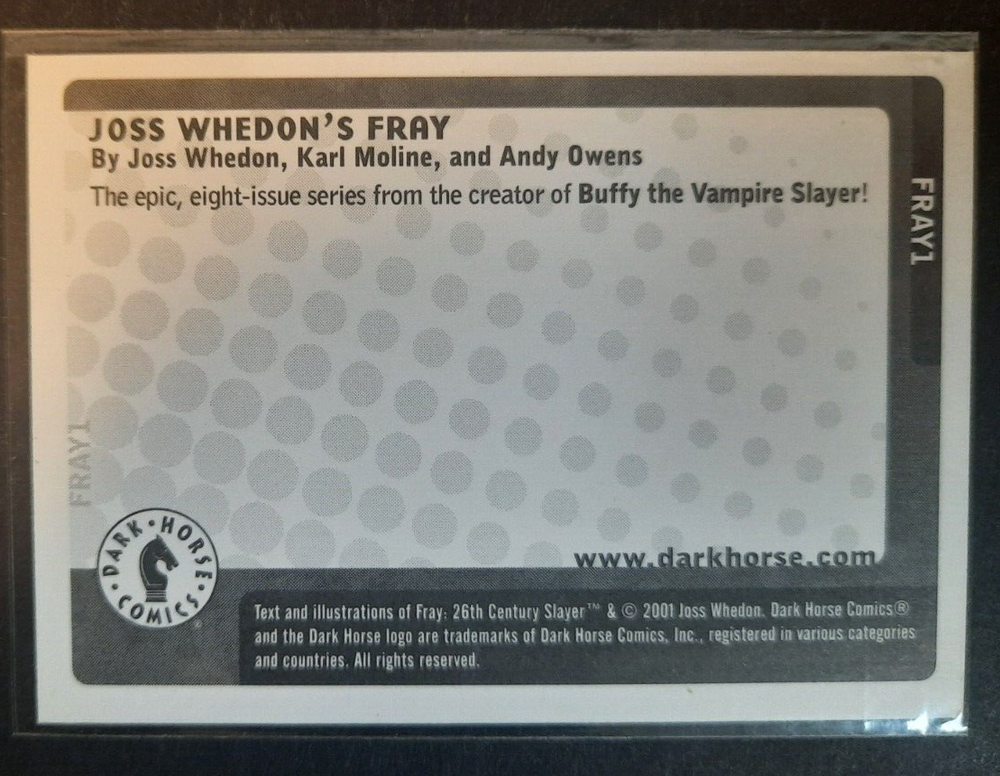 JOSS WHEDON'S FRAY
By Joss Whedon, Karl Moline, and Andy Owens
The epic, eight-issue series from the creator of Buffy the Vampire Slayer!
FRAY1
FRAY1
DARK • HORSE • COMICS •
®
www.darkhorse.com
Text and illustrations of Fray: 26th Century Slayer™ & © 2001 Joss Whedon. Dark Horse Comics®
and the Dark Horse logo are trademarks of Dark Horse Comics, Inc., registered in various categories
and countries. All rights reserved.